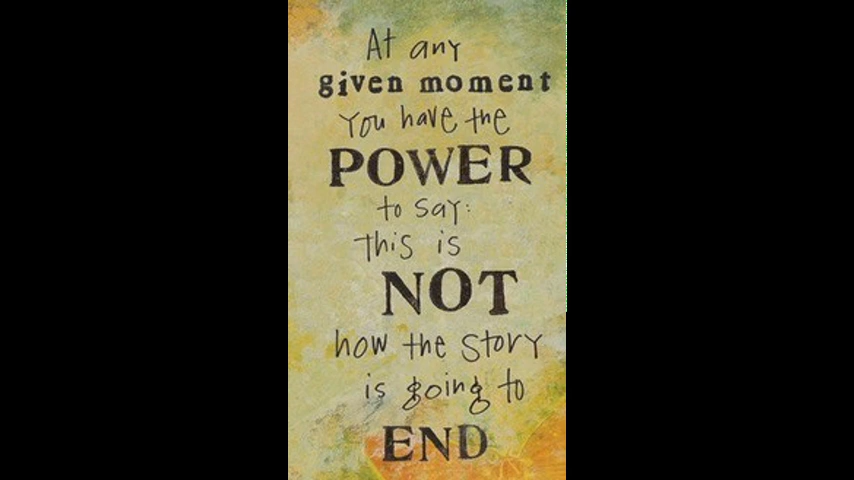 At any
given moment
You have the
POWER
to say:
this is
NOT
how the story
is going to
END